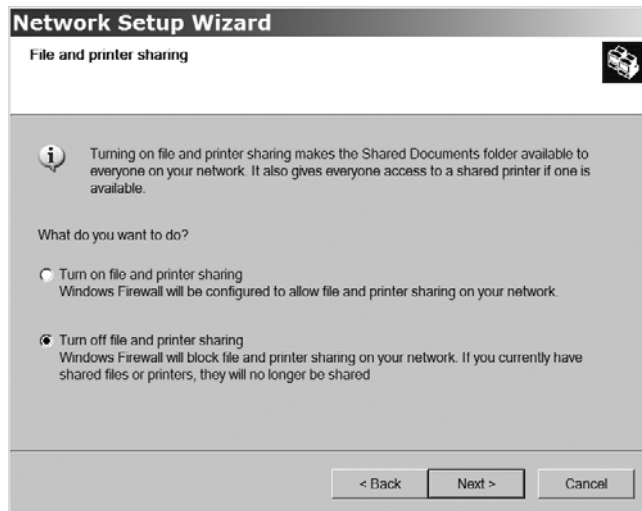 Network Setup Wizard
File and printer sharing
Turning on file and printer sharing makes the Shared Documents folder available to
everyone on your network. It also gives everyone access to a shared printer if one is
available.
What do you want to do?
Turn on file and printer sharing
Windows Firewall will be configured to allow file and printer sharing on your network.
Turn off file and printer sharing
Windows Firewall will block file and printer sharing on your network. If you currently have
shared files or printers, they will no longer be shared
< Back Next > Cancel